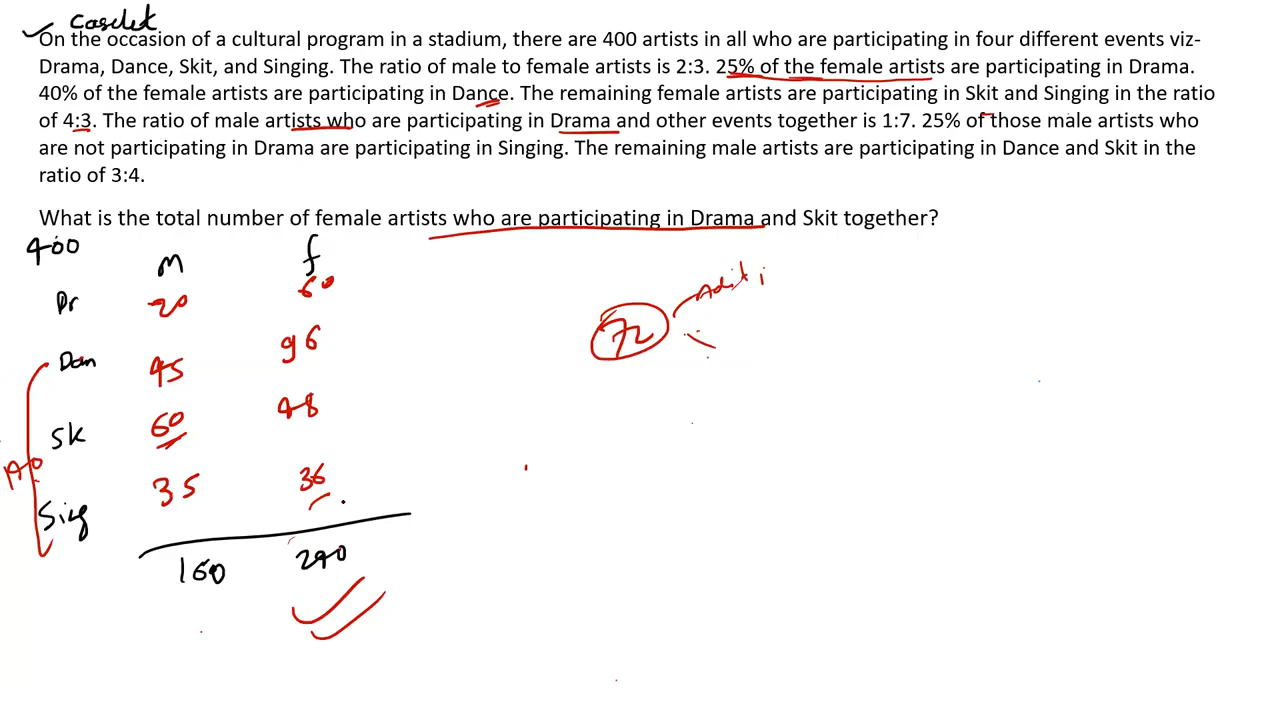 Caselet
On the occasion of a cultural program in a stadium, there are 400 artists in all who are participating in four different events viz-
Drama, Dance, Skit, and Singing. The ratio of male to female artists is 2:3. 25% of the female artists are participating in Drama.
40% of the female artists are participating in Dance. The remaining female artists are participating in Skit and Singing in the ratio
of 4:3. The ratio of male artists who are participating in Drama and other events together is 1:7. 25% of those male artists who
are not participating in Drama are participating in Singing. The remaining male artists are participating in Dance and Skit in the
ratio of 3:4.
What is the total number of female artists who are participating in Drama and Skit together?
400
M f
Dr 20 60
Dan 45 96
Sk 60 48
Sing 35 36
140
160 240
72 Aditi